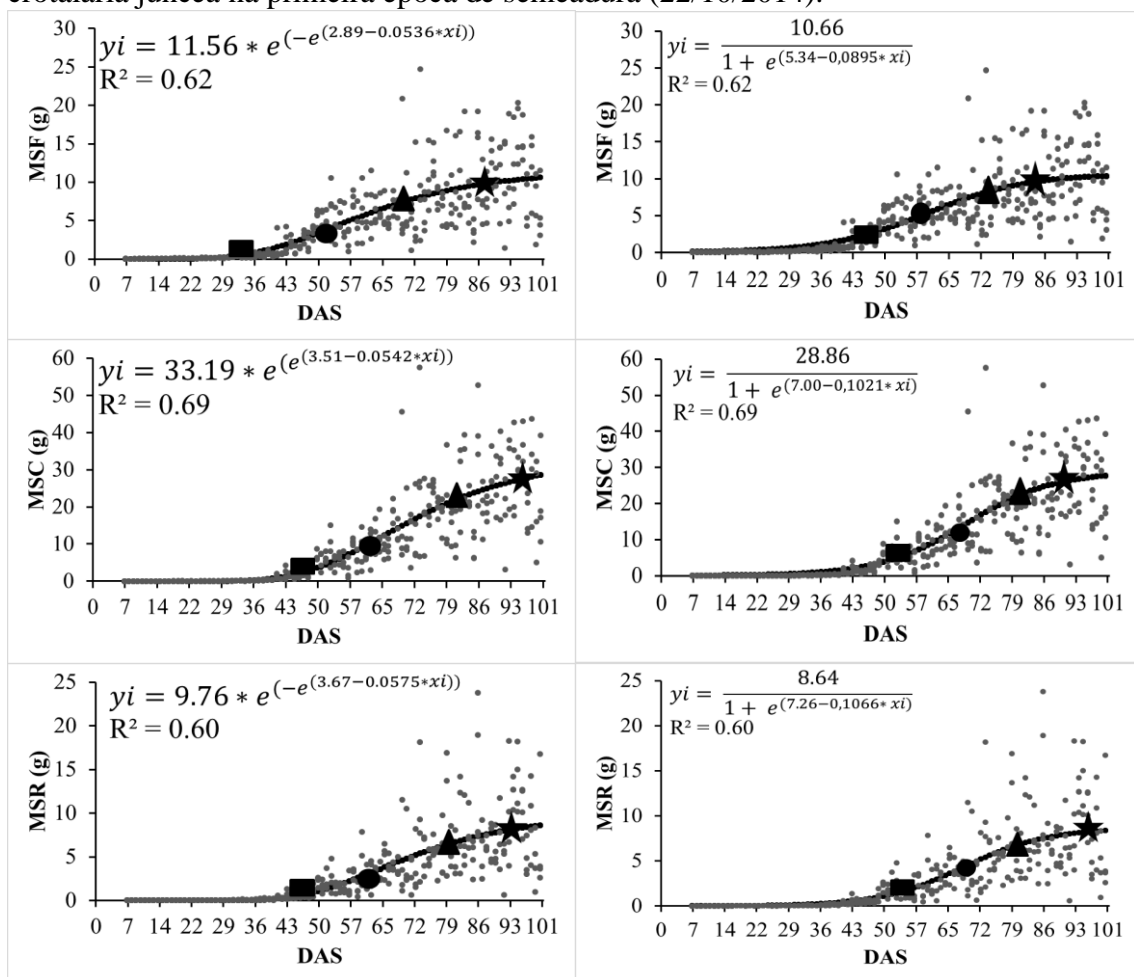 crotalária juncea na primeira época de semeadura (22/10/2014).
yi = 11.56 * e^(−e^(2.89−0.0536*xi))
R² = 0.62
MSF (g)
30
25
20
15
10
5
0
0 7 14 22 29 36 43 50 57 65 72 79 86 93 101
DAS
yi = 10.66 / (1 + e^(5.34−0,0895* xi))
R² = 0.62
MSF (g)
30
25
20
15
10
5
0
0 7 14 22 29 36 43 50 57 65 72 79 86 93 101
DAS
yi = 33.19 * e^(e^(3.51−0.0542*xi))
R² = 0.69
MSC (g)
60
50
40
30
20
10
0
0 7 14 22 29 36 43 50 57 65 72 79 86 93 101
DAS
yi = 28.86 / (1 + e^(7.00−0,1021* xi))
R² = 0.69
MSC (g)
60
50
40
30
20
10
0
0 7 14 22 29 36 43 50 57 65 72 79 86 93 101
DAS
yi = 9.76 * e^(−e^(3.67−0.0575*xi))
R² = 0.60
MSR (g)
25
20
15
10
5
0
0 7 14 22 29 36 43 50 57 65 72 79 86 93 101
DAS
yi = 8.64 / (1 + e^(7.26−0,1066* xi))
R² = 0.60
MSR (g)
25
20
15
10
5
0
0 7 14 22 29 36 43 50 57 65 72 79 86 93 101
DAS